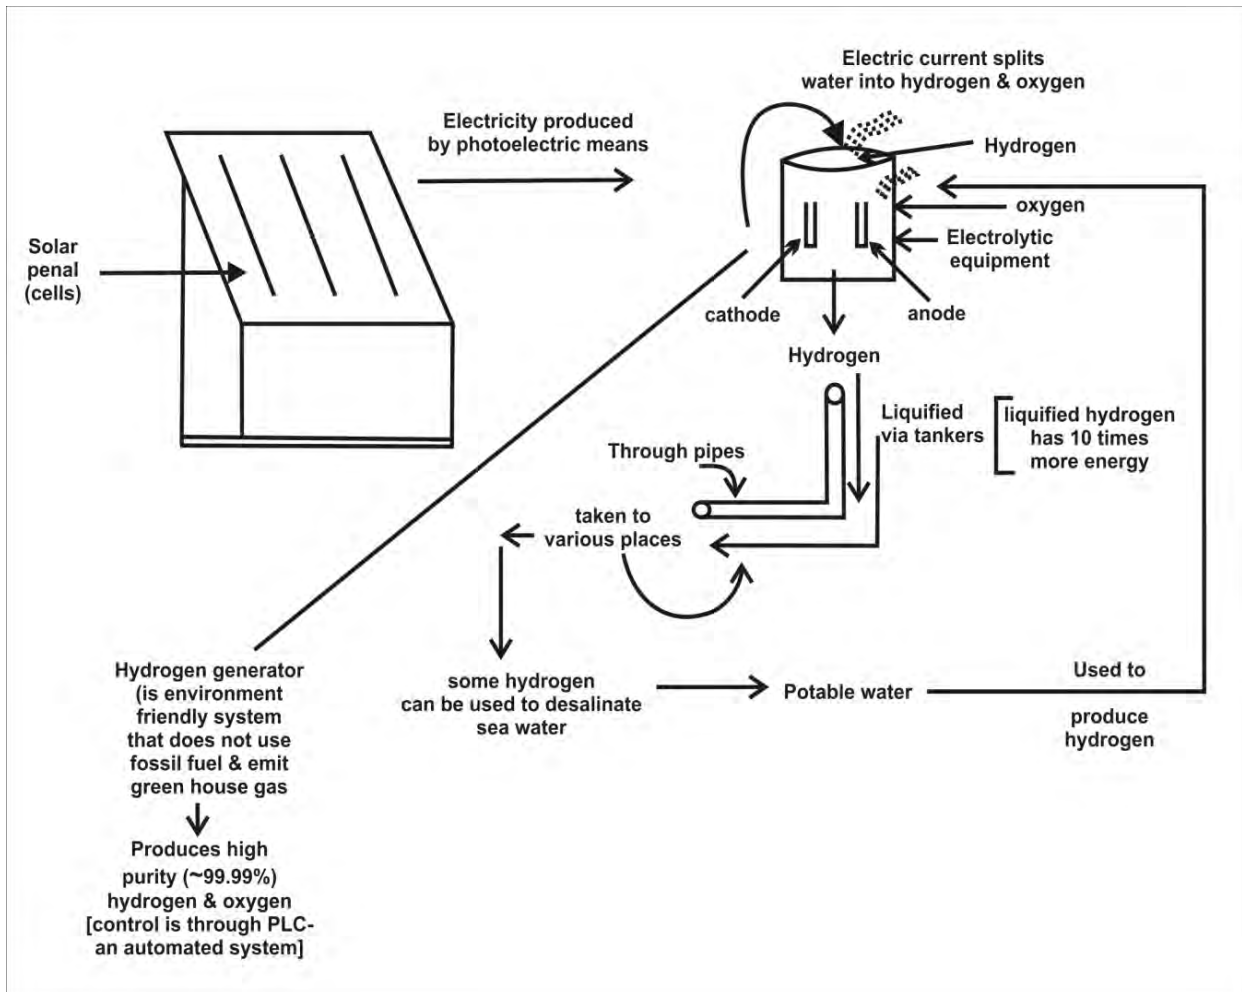 Electric current splits
water into hydrogen & oxygen
Electricity produced
by photoelectric means
Hydrogen
oxygen
Electrolytic
equipment
Solar
penal
(cells)
cathode
anode
Hydrogen
Liquified
via tankers
liquified hydrogen
has 10 times
more energy
Through pipes
taken to
various places
Hydrogen generator
(is environment
friendly system
that does not use
fossil fuel & emit
green house gas
some hydrogen
can be used to desalinate
sea water
Potable water
Used to
produce
hydrogen
Produces high
purity (~99.99%)
hydrogen & oxygen
[control is through PLC-
an automated system]